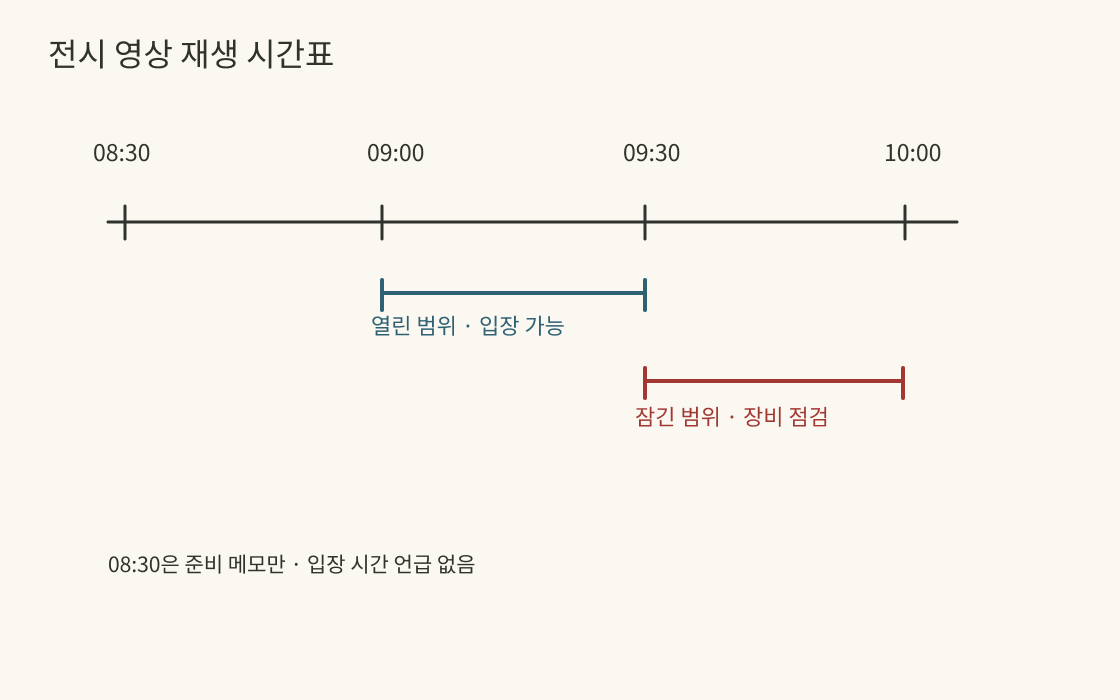 전시 영상 재생 시간표
08:30 09:00 09:30 10:00
열린 범위 · 입장 가능
잠긴 범위 · 장비 점검
08:30은 준비 메모만 · 입장 시간 언급 없음